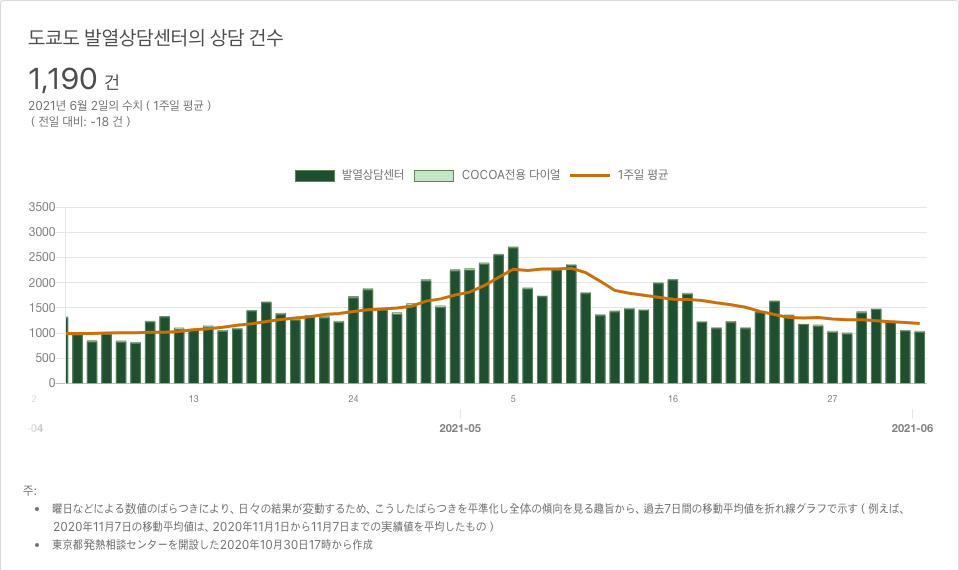 도쿄도 발열상담센터의 상담 건수
1,190 건
2021년 6월 2일의 수치 ( 1주일 평균 )
( 전일 대비: -18 건 )
발열상담센터 COCOA전용 다이얼 1주일 평균
3500
3000
2500
2000
1500
1000
500
0
2 13 24 5 16 27
-04 2021-05 2021-06
주:
曜日などによる数値のばらつきにより、日々の結果が変動するため、こうしたばらつきを平準化し全体の傾向を見る趣旨から、過去7日間の移動平均値を折れ線グラフで示す ( 例えば、
2020年11月7日の移動平均値は、2020年11月1日から11月7日までの実績値を平均したもの )
東京都発熱相談センターを開設した2020年10月30日17時から作成